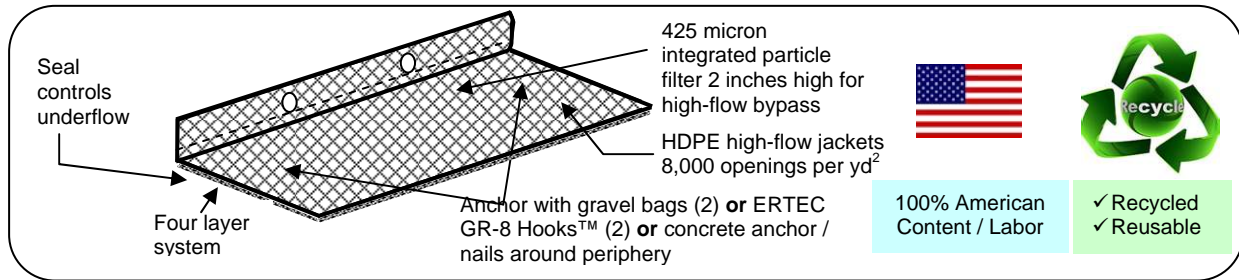 Seal
controls
underflow
Four layer
system
425 micron
integrated particle
filter 2 inches high for
high-flow bypass
HDPE high-flow jackets
8,000 openings per yd²
Anchor with gravel bags (2) or ERTEC
GR-8 Hooks™ (2) or concrete anchor /
nails around periphery
100% American
Content / Labor
Recycle
✓ Recycled
✓ Reusable